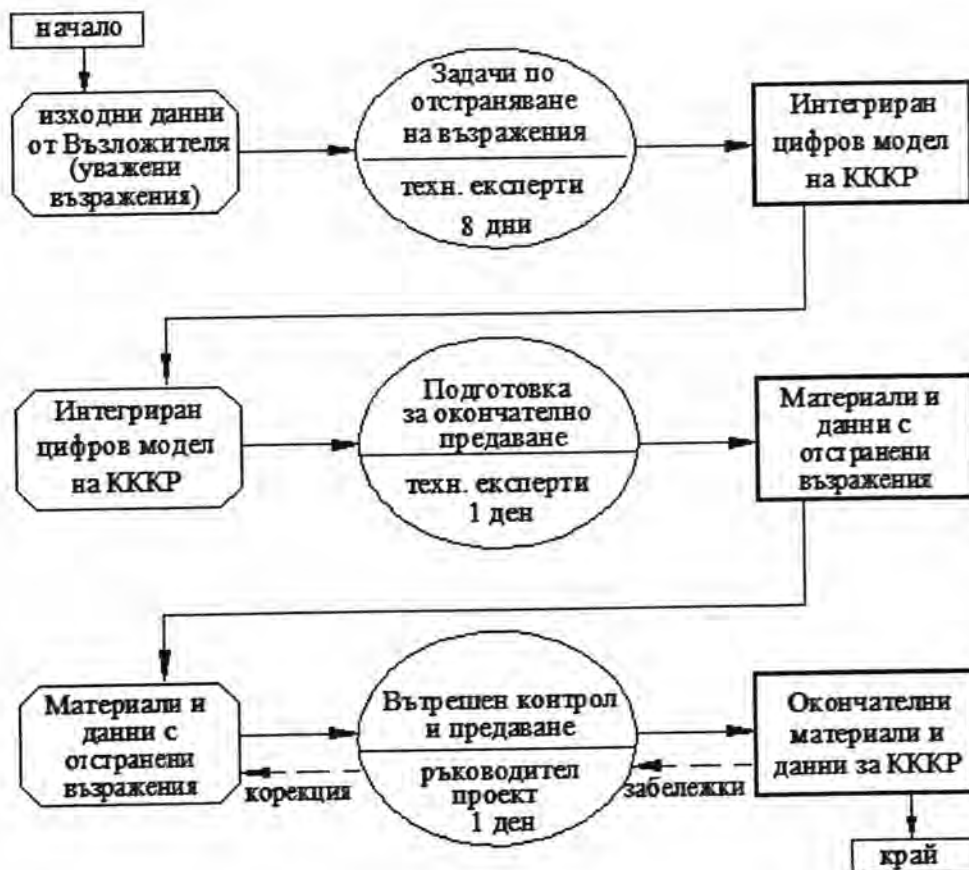 начало
изходни данни
от Възложителя
(уважени
възражения)
Задачи по
отстраняване
на възражения
техн. експерти
8 дни
Интегриран
цифров модел
на КККР
Интегриран
цифров модел
на КККР
Подготовка
за окончателно
предаване
техн. експерти
1 ден
Материали и
данни с
отстранени
възражения
Материали и
данни с
отстранени
възражения
корекция
Вътрешен контрол
и предаване
ръководител
проект
1 ден
забележки
Окончателни
материали и
данни за КККР
край